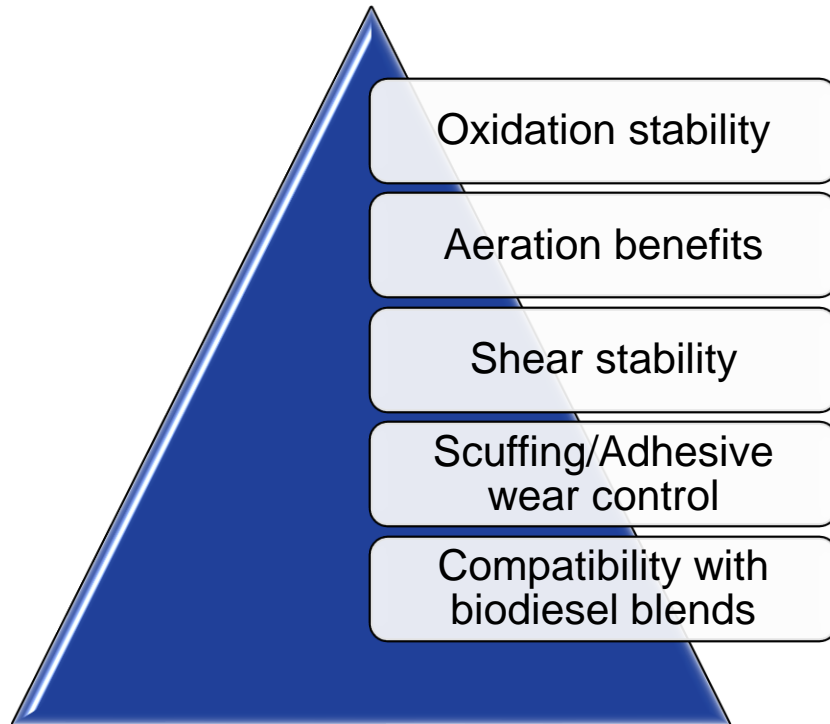 Oxidation stability
Aeration benefits
Shear stability
Scuffing/Adhesive
wear control
Compatibility with
biodiesel blends